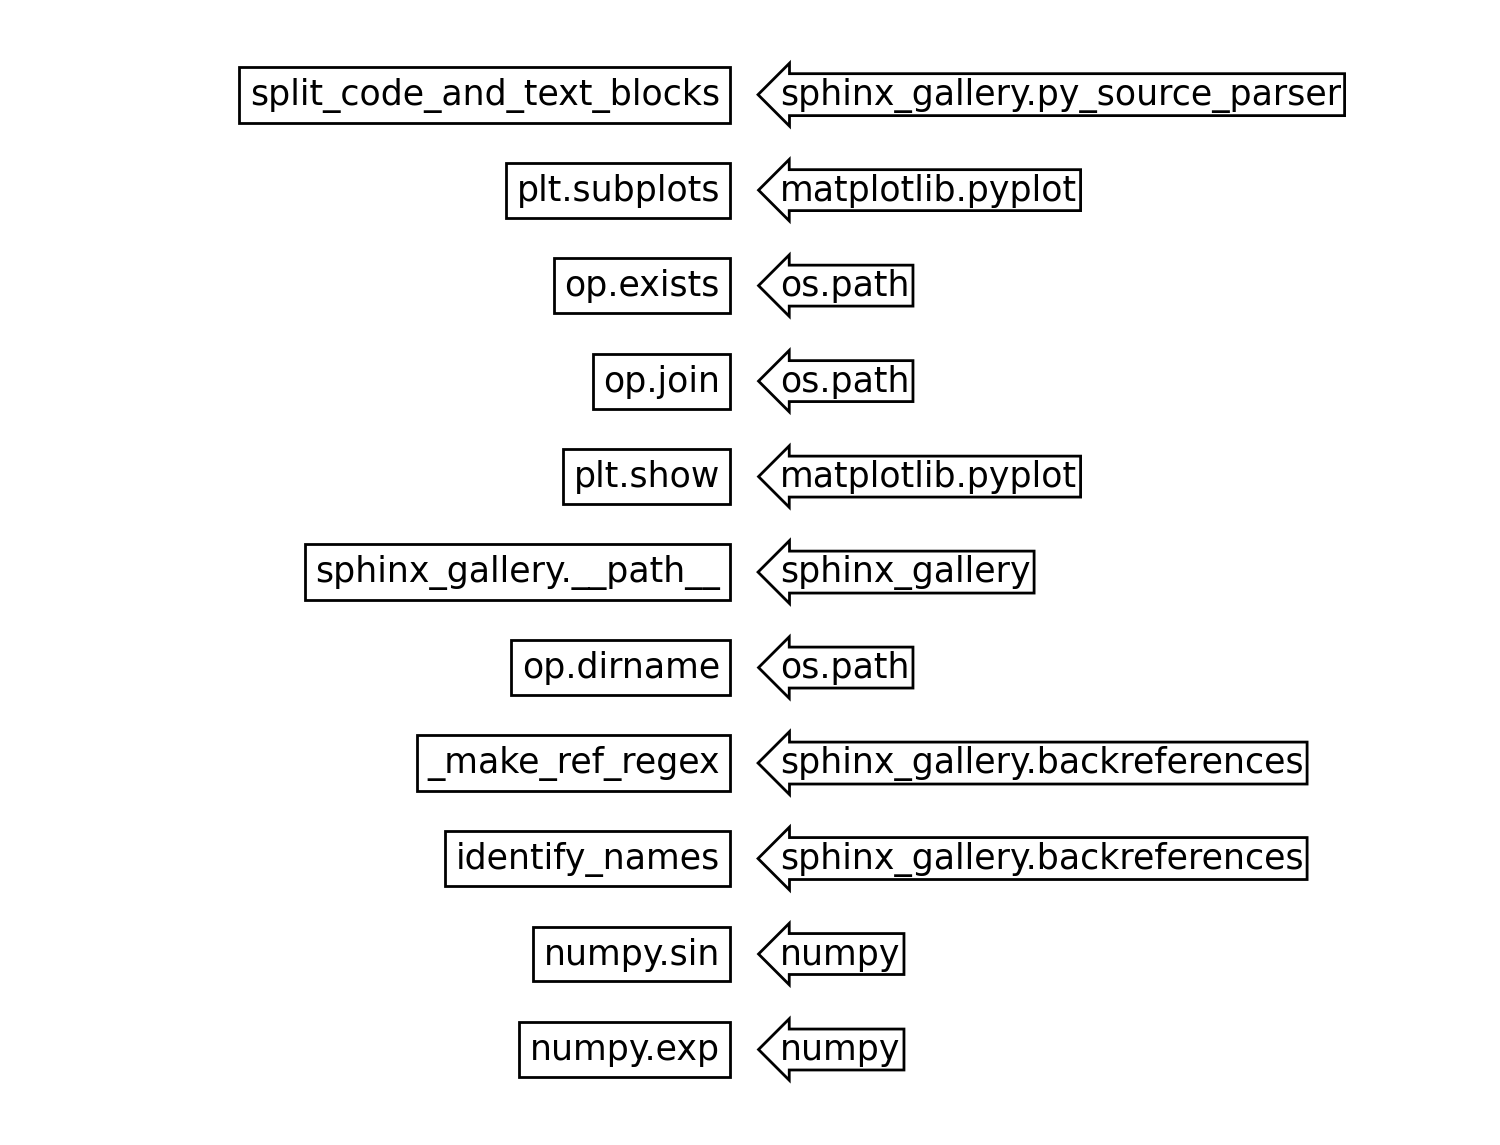 split_code_and_text_blocks sphinx_gallery.py_source_parser
plt.subplots matplotlib.pyplot
op.exists os.path
op.join os.path
plt.show matplotlib.pyplot
sphinx_gallery.__path__ sphinx_gallery
op.dirname os.path
_make_ref_regex sphinx_gallery.backreferences
identify_names sphinx_gallery.backreferences
numpy.sin numpy
numpy.exp numpy